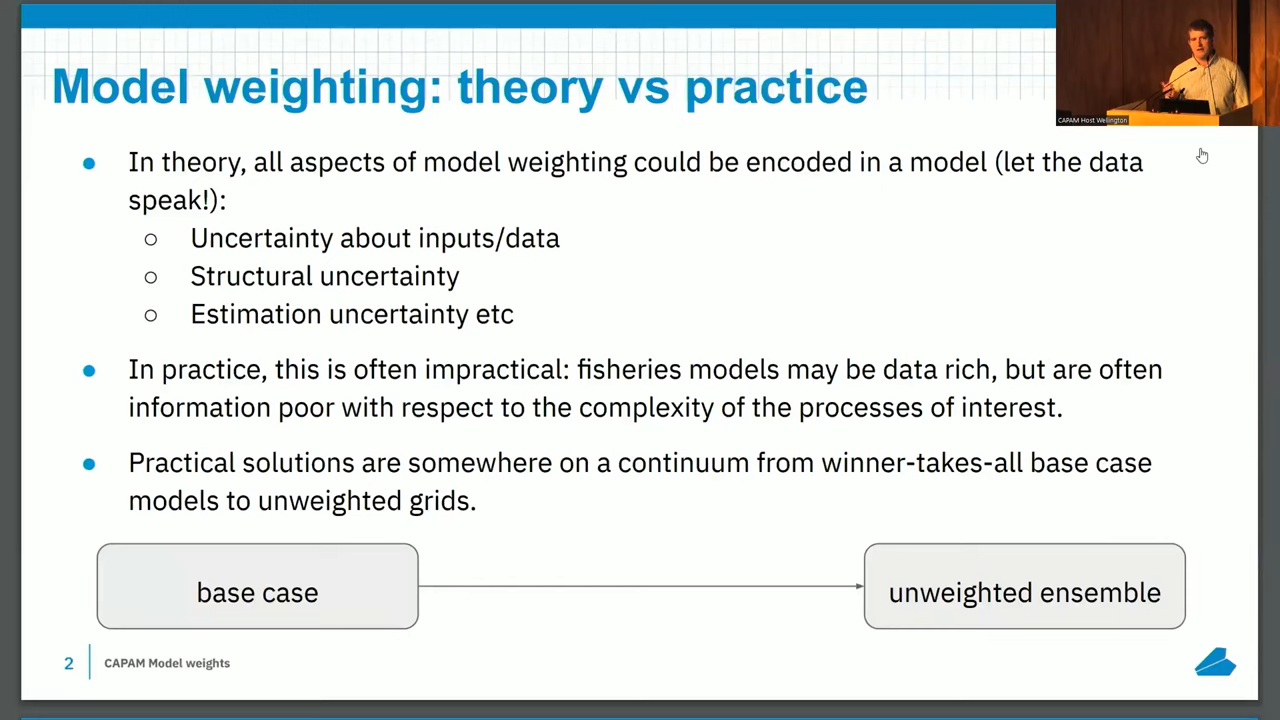 Model weighting: theory vs practice
CAPAM Host Wellington
● In theory, all aspects of model weighting could be encoded in a model (let the data
speak!):
○ Uncertainty about inputs/data
○ Structural uncertainty
○ Estimation uncertainty etc
● In practice, this is often impractical: fisheries models may be data rich, but are often
information poor with respect to the complexity of the processes of interest.
● Practical solutions are somewhere on a continuum from winner-takes-all base case
models to unweighted grids.
base case
unweighted ensemble
2
CAPAM Model weights